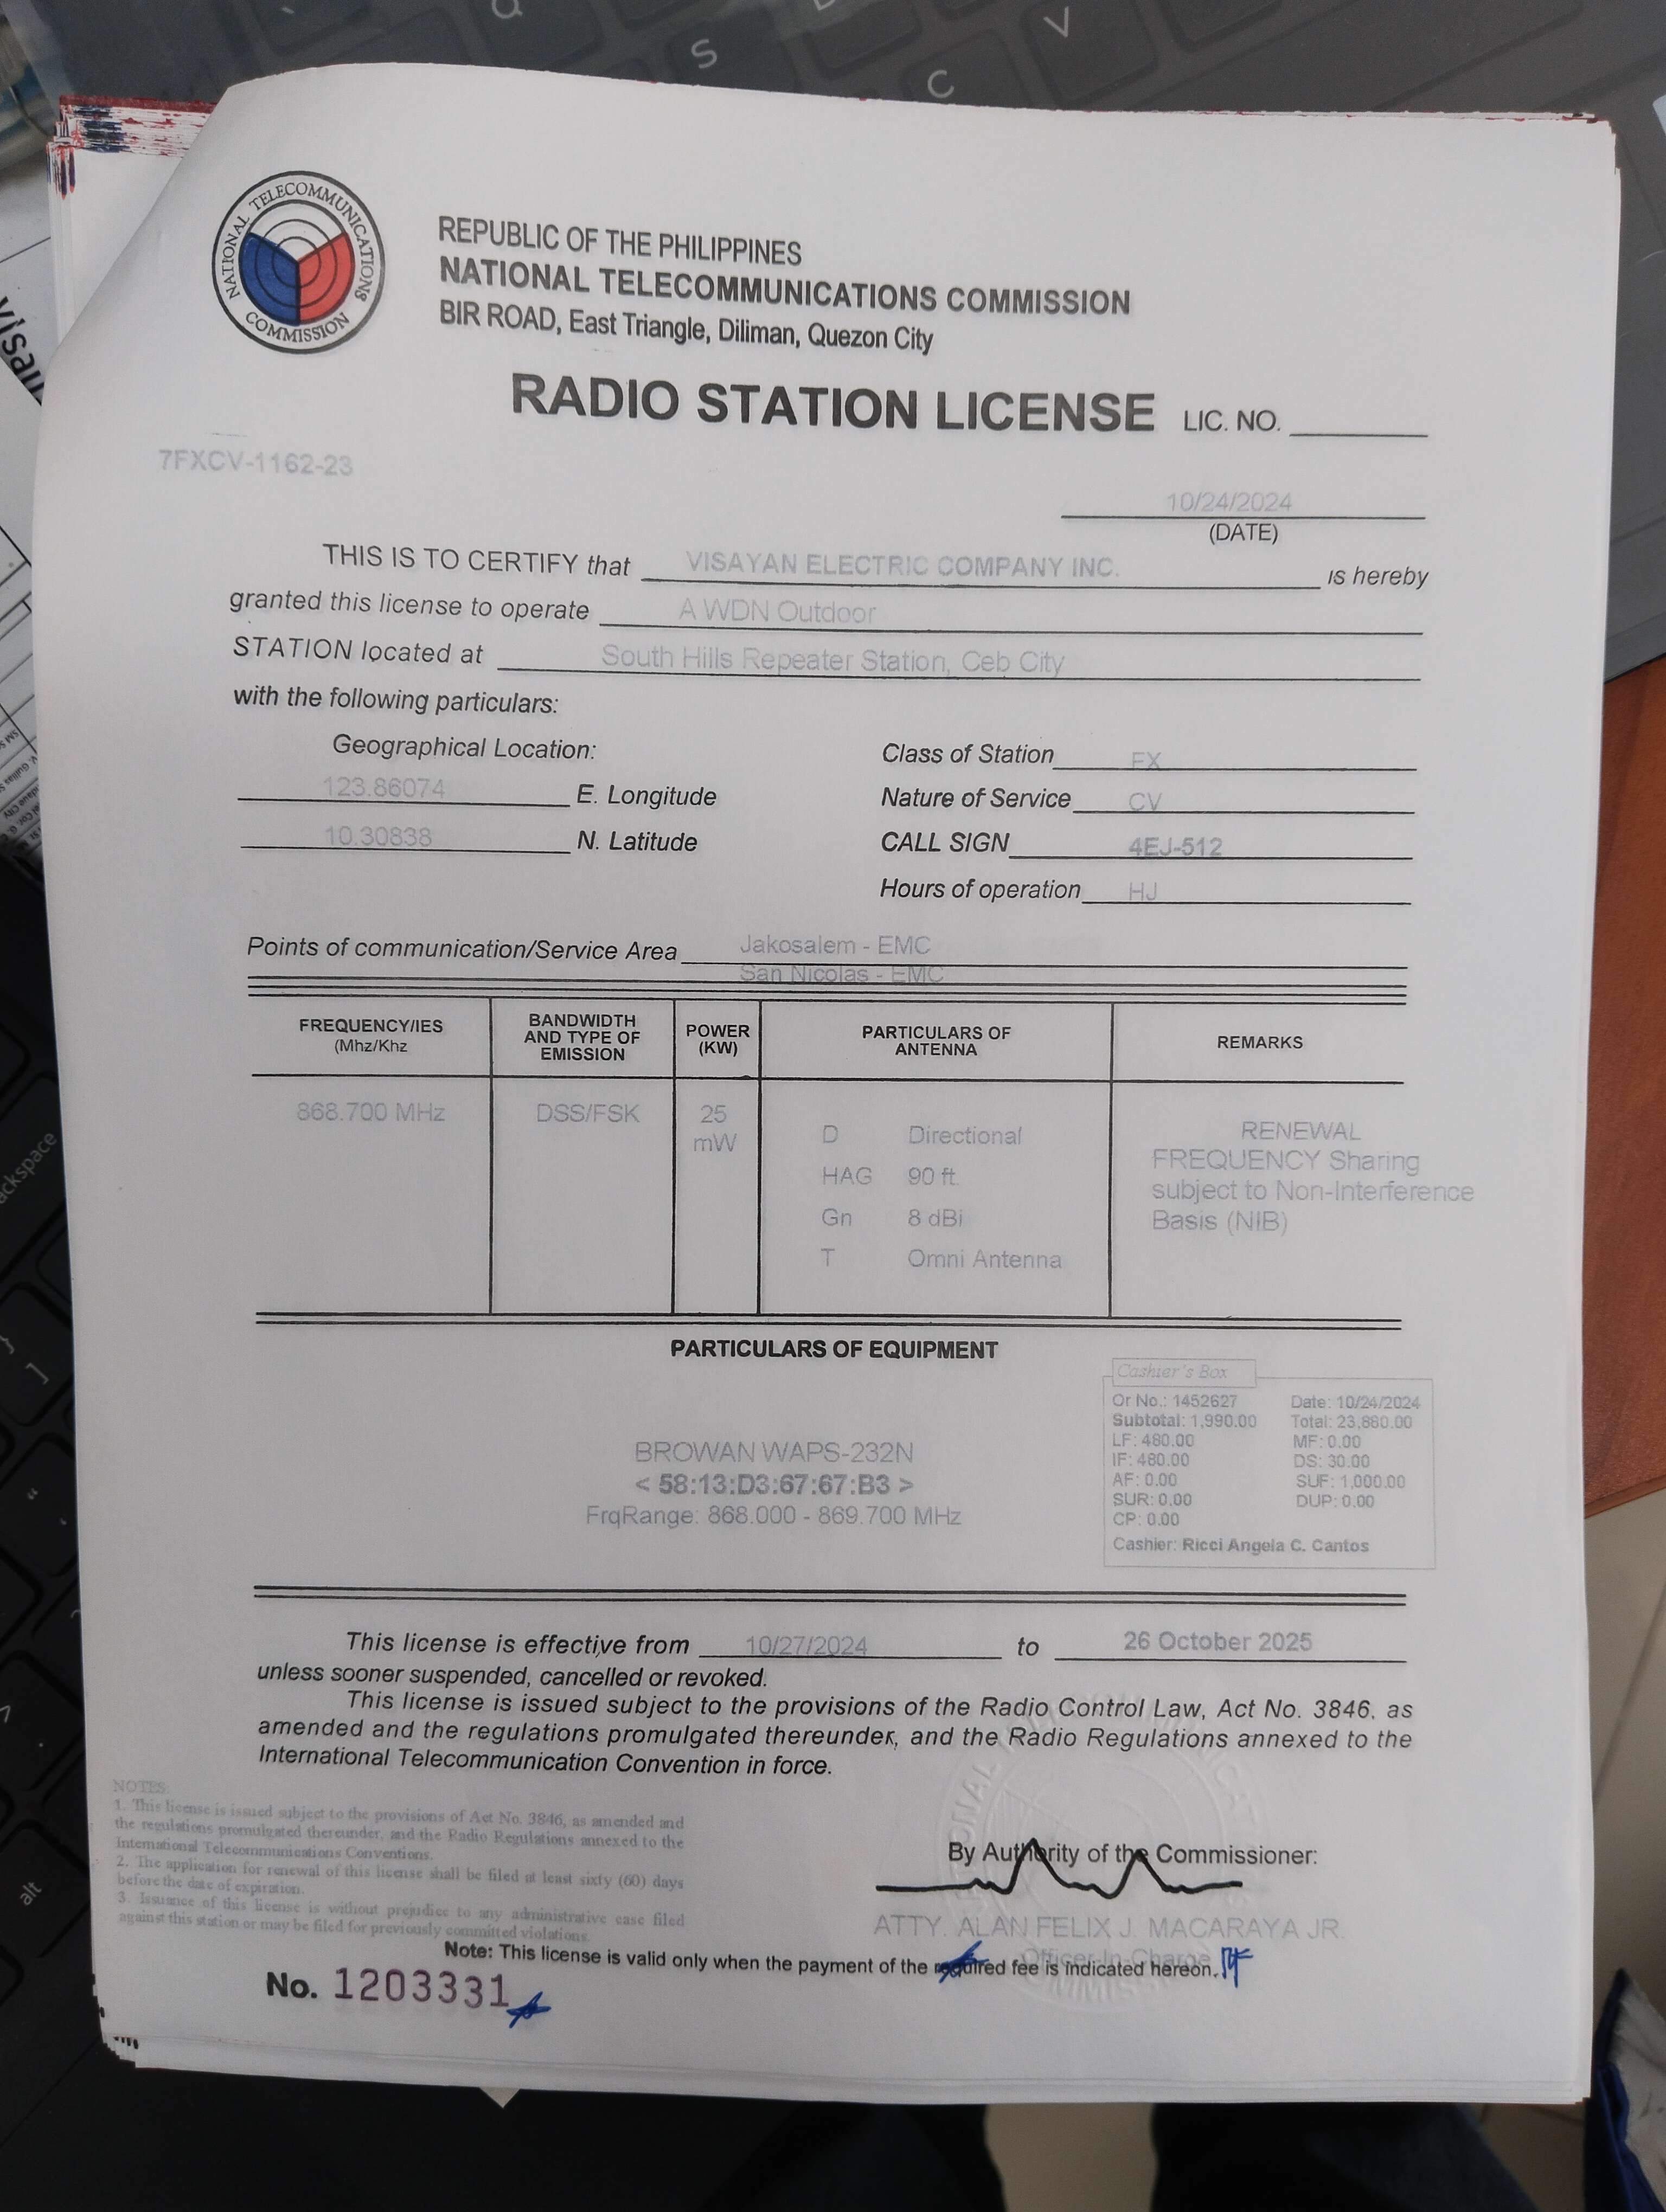 NATIONAL TELECOMMUNICATIONS COMMISSION
REPUBLIC OF THE PHILIPPINES
NATIONAL TELECOMMUNICATIONS COMMISSION
BIR ROAD, East Triangle, Diliman, Quezon City
RADIO STATION LICENSE LIC. NO.
7FXCV-1162-23
10/24/2024
(DATE)
THIS IS TO CERTIFY that VISAYAN ELECTRIC COMPANY INC. is hereby
granted this license to operate A WDN Outdoor
STATION located at South Hills Repeater Station, Ceb City
with the following particulars:
Geographical Location:
123.86074 E. Longitude
10.30838 N. Latitude
Class of Station FX
Nature of Service CV
CALL SIGN 4EJ-512
Hours of operation HJ
Points of communication/Service Area Jakosalem - EMC
San Nicolas - EMC
FREQUENCY/IES (Mhz/Khz
BANDWIDTH AND TYPE OF EMISSION
POWER (KW)
PARTICULARS OF ANTENNA
REMARKS
868.700 MHz
DSS/FSK
25 mW
D Directional
HAG 90 ft.
Gn 8 dBi
T Omni Antenna
RENEWAL
FREQUENCY Sharing
subject to Non-Interference
Basis (NIB)
PARTICULARS OF EQUIPMENT
BROWAN WAPS-232N
< 58:13:D3:67:67:B3 >
FrqRange: 868.000 - 869.700 MHz
Cashier's Box
Or No.: 1452627 Date: 10/24/2024
Subtotal: 1,990.00 Total: 23,880.00
LF: 480.00 MF: 0.00
IF: 480.00 DS: 30.00
AF: 0.00 SUF: 1,000.00
SUR: 0.00 DUP: 0.00
CP: 0.00
Cashier: Ricci Angela C. Cantos
This license is effective from 10/27/2024 to 26 October 2025
unless sooner suspended, cancelled or revoked.
This license is issued subject to the provisions of the Radio Control Law, Act No. 3846, as
amended and the regulations promulgated thereunder, and the Radio Regulations annexed to the
International Telecommunication Convention in force.
NOTES:
1. This license is issued subject to the provisions of Act No. 3846, as amended and
the regulations promulgated thereunder, and the Radio Regulations annexed to the
International Telecommunications Conventions.
2. The application for renewal of this license shall be filed at least sixty (60) days
before the date of expiration.
3. Issuance of this license is without prejudice to any administrative case filed
against this station or may be filed for previously committed violations.
By Authority of the Commissioner:
ATTY. ALAN FELIX J. MACARAYA JR.
Officer-In-Charge
Note: This license is valid only when the payment of the required fee is indicated hereon.
No. 1203331